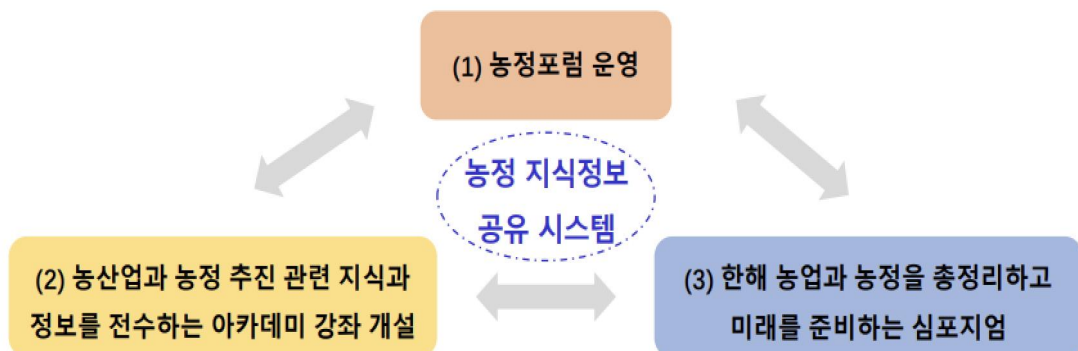 (1) 농정포럼 운영
농정 지식정보
공유 시스템
(2) 농산업과 농정 추진 관련 지식과
정보를 전수하는 아카데미 강좌 개설
(3) 한해 농업과 농정을 총정리하고
미래를 준비하는 심포지엄